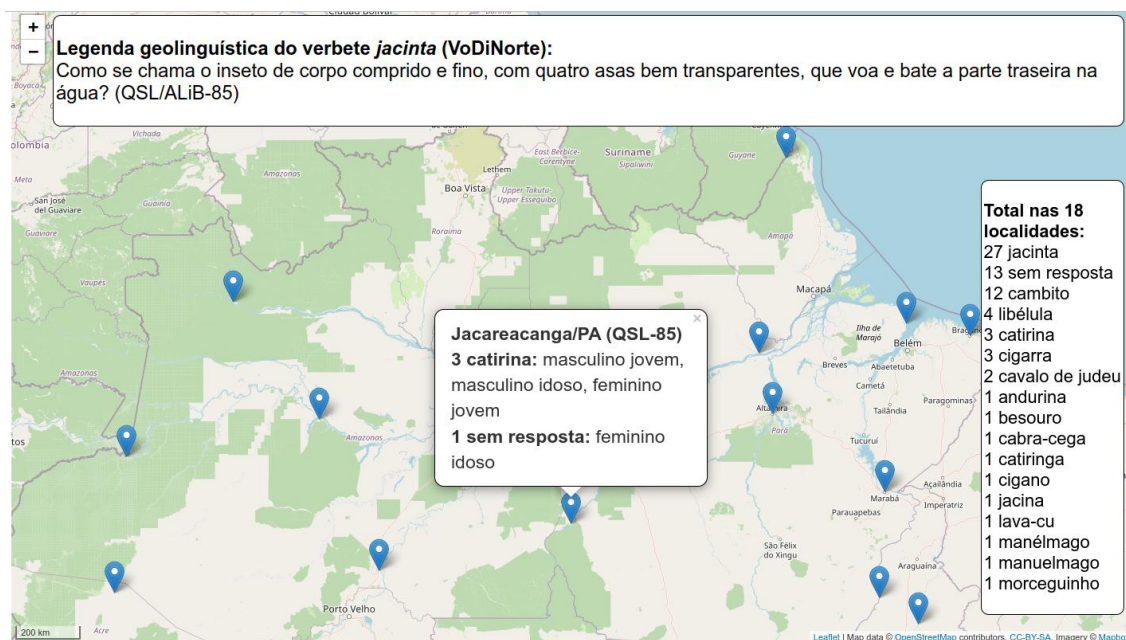 Ciudad Bolívar
+
−
Legenda geolinguística do verbete jacinta (VoDiNorte):
Como se chama o inseto de corpo comprido e fino, com quatro asas bem transparentes, que voa e bate a parte traseira na
água? (QSL/ALiB-85)
Vichada
Meta
San José
del Guaviare
Guainía
Guaviare
Vaupés
Amazonas
Lethem
Boa Vista
Upper Takutu-
Upper Essequibo
East Berbice-
Corentyne
Suriname
Sipaliwini
Guyane
Roraima
Amapá
Macapá
Ilha de
Marajó
Belém
Breves
Abaetetuba
Cametá
Paragominas
Tailândia
Altamira
Pará
Tucuruí
Marabá
Açailândia
Imperatriz
Parauapebas
São Félix
do Xingu
Araguaína
Amazonas
Amazonas
Porto Velho
Acre
Jacareacanga/PA (QSL-85)
×
3 catirina: masculino jovem,
masculino idoso, feminino
jovem
1 sem resposta: feminino
idoso
Total nas 18
localidades:
27 jacinta
13 sem resposta
12 cambito
4 libélula
3 catirina
3 cigarra
2 cavalo de judeu
1 andurina
1 besouro
1 cabra-cega
1 catiringa
1 cigano
1 jacina
1 lava-cu
1 manélmago
1 manuelmago
1 morceguinho
200 km
Leaflet | Map data © OpenStreetMap contributors, CC-BY-SA, Imagery © Mapbo